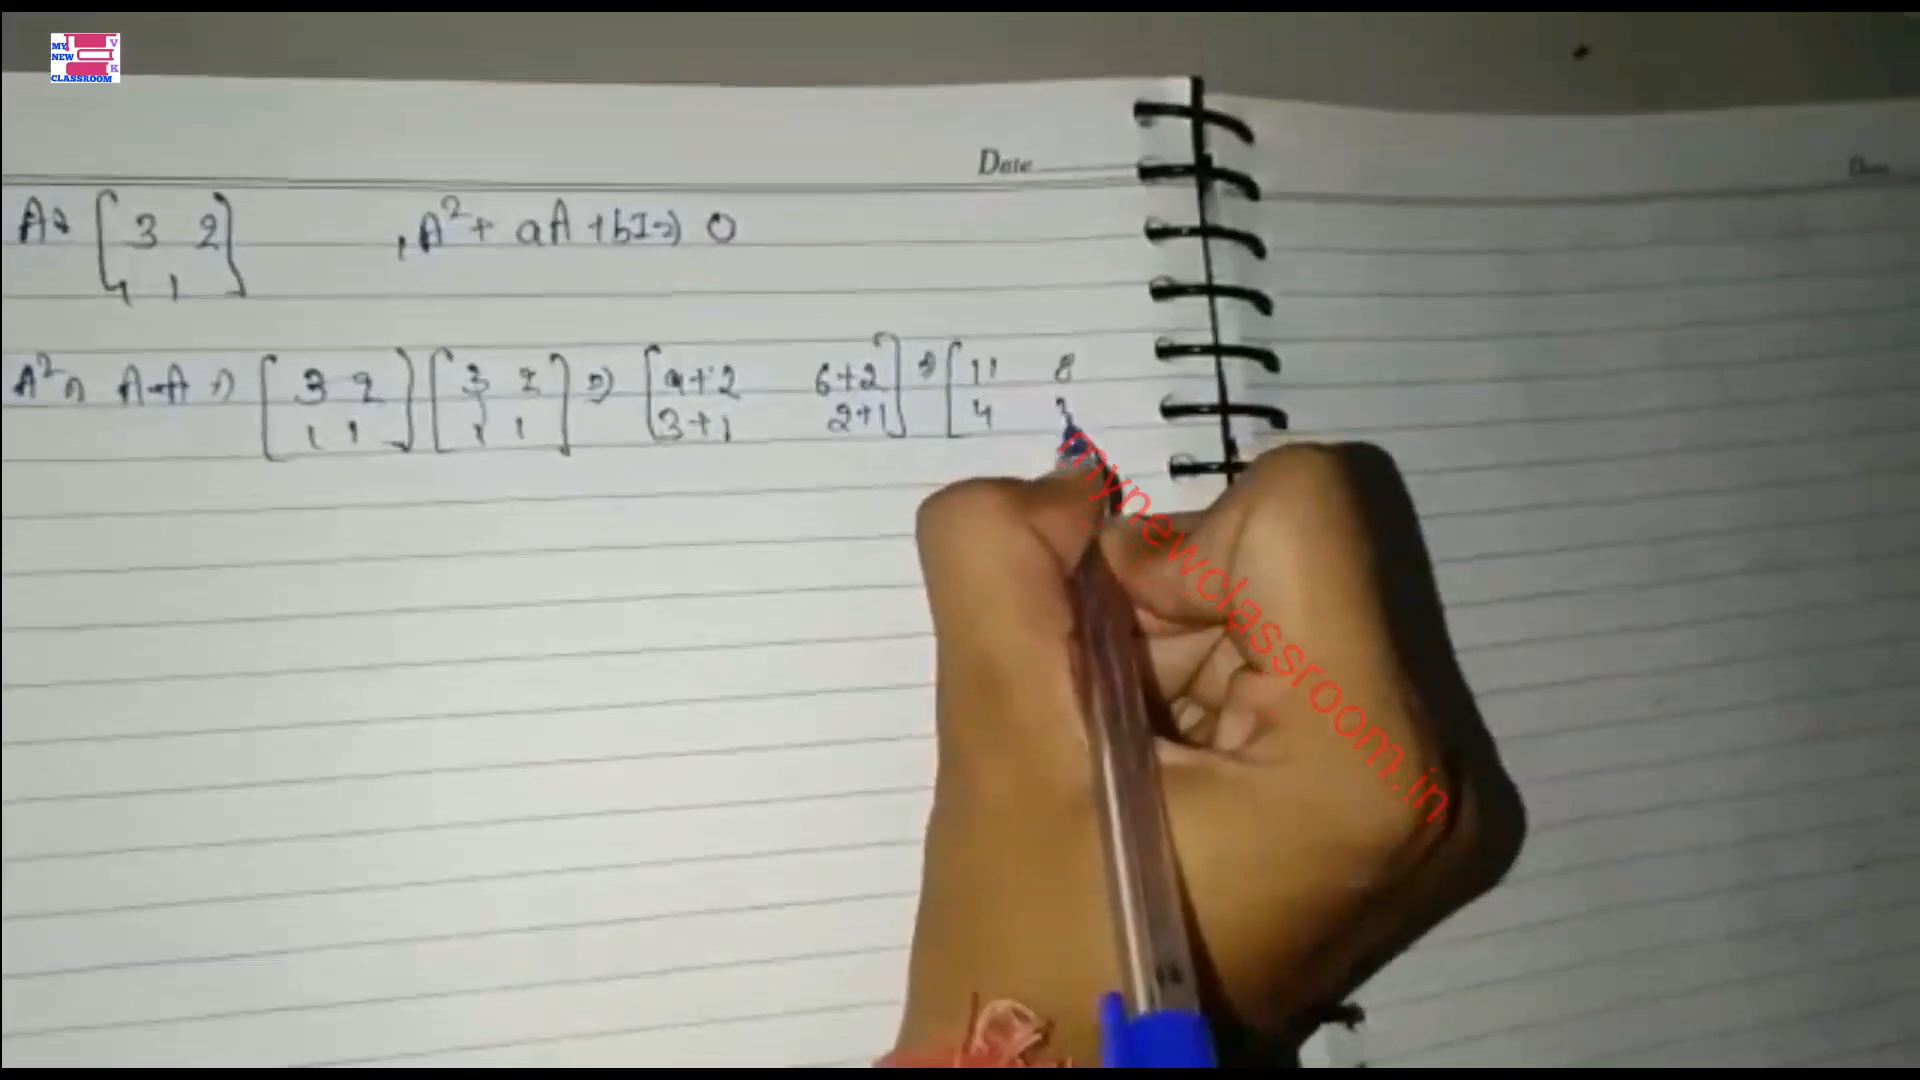 MY NEW CLASSROOM V K
Date
A⇒ [3 2] , A²+ aA+bI⇒ 0
4 1
A²⇒ A-A ⇒ [3 2] [3 2] ⇒ [9+2 6+2] ⇒ [11 8
1 1 1 1 3+1 2+1 4 3
mynewclassroom.in